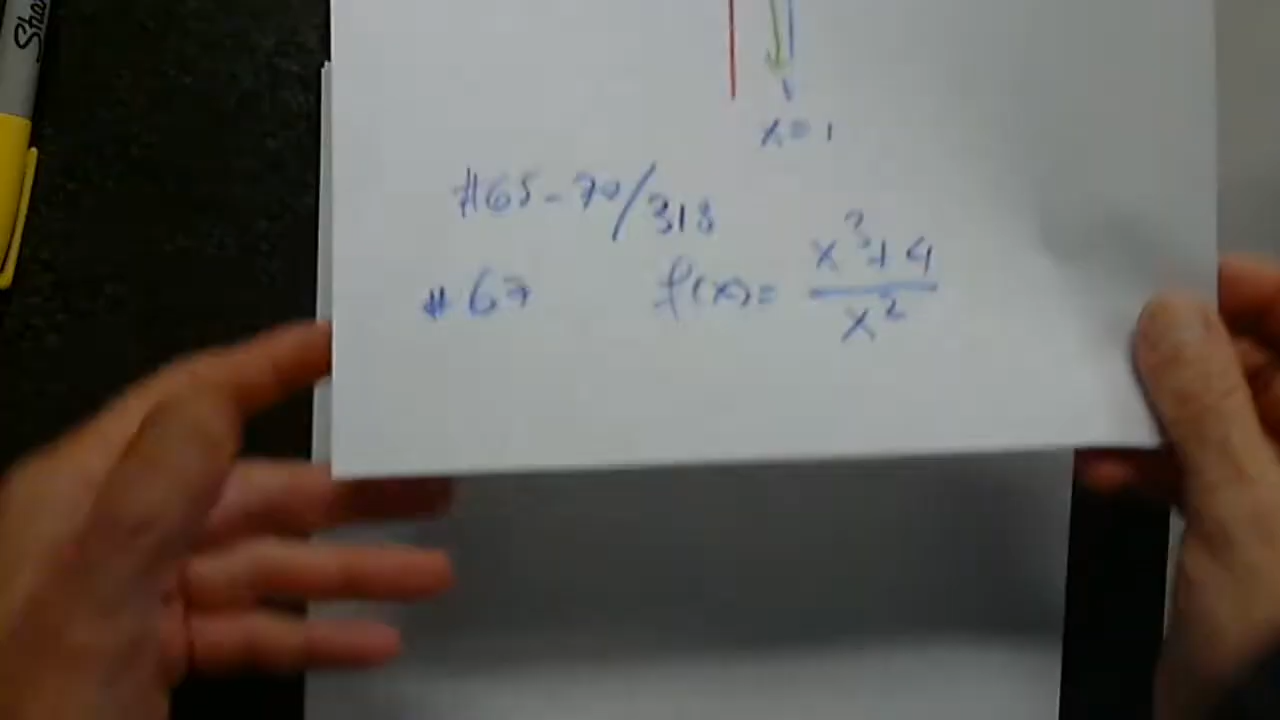 Sha
x = 1
#65-70/318
#67 f(x) = x³+4 / x²